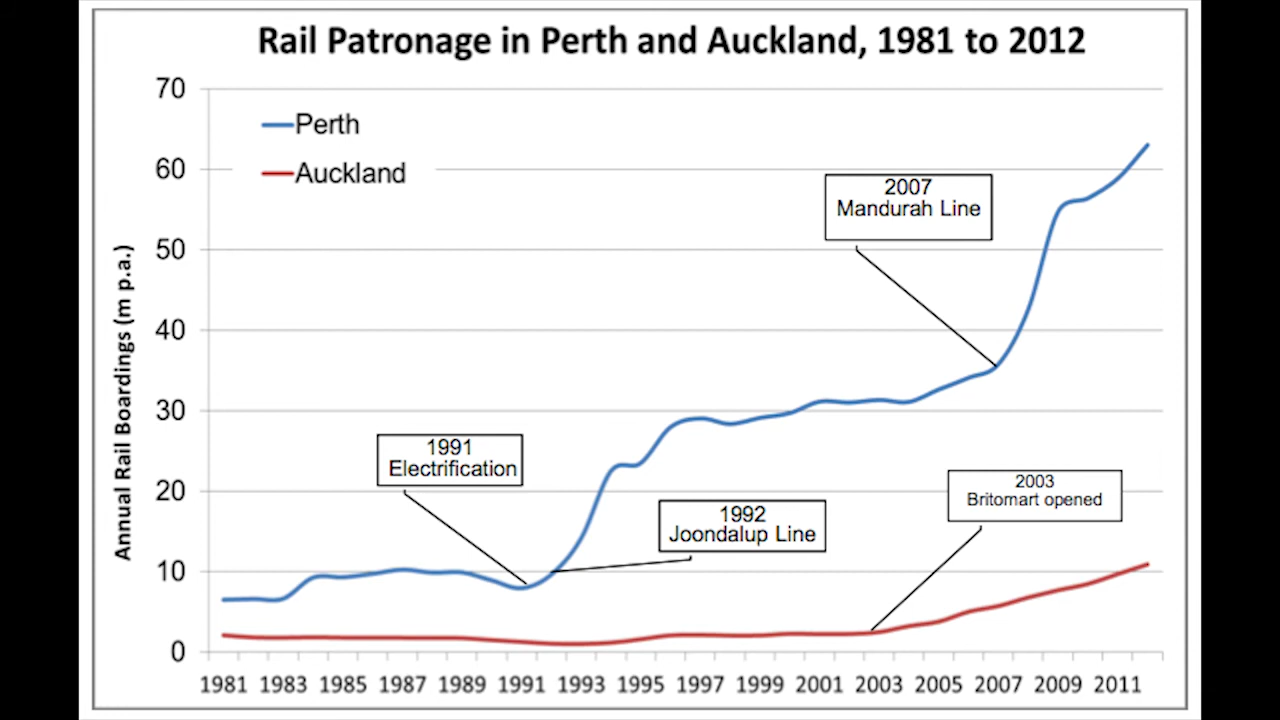 Rail Patronage in Perth and Auckland, 1981 to 2012
70
60
50
40
30
20
10
0
Annual Rail Boardings (m p.a.)
Perth
Auckland
2007
Mandurah Line
1991
Electrification
1992
Joondalup Line
2003
Britomart opened
1981 1983 1985 1987 1989 1991 1993 1995 1997 1999 2001 2003 2005 2007 2009 2011